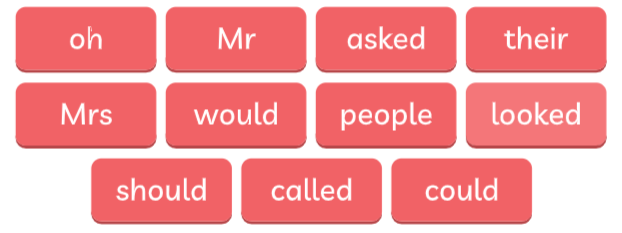 oh Mr asked their
Mrs would people looked
should called could